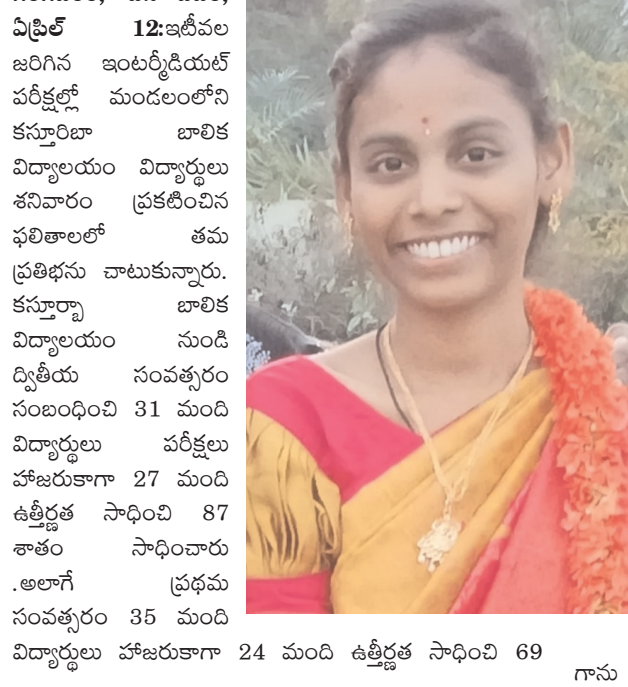 ఏప్రిల్ 12:ఇటీవల
జరిగిన ఇంటర్మీడియట్
పరీక్షల్లో మండలంలోని
కస్తూరిబా బాలిక
విద్యాలయం విద్యార్థులు
శనివారం ప్రకటించిన
ఫలితాలలో తమ
ప్రతిభను చాటుకున్నారు.
కస్తూర్బా బాలిక
విద్యాలయం నుండి
ద్వితీయ సంవత్సరం
సంబంధించి 31 మంది
విద్యార్థులు పరీక్షలు
హాజరుకాగా 27 మంది
ఉత్తీర్ణత సాధించి 87
శాతం సాధించారు
.అలాగే ప్రథమ
సంవత్సరం 35 మంది
విద్యార్థులు హాజరుకాగా 24 మంది ఉత్తీర్ణత సాధించి 69
గాను